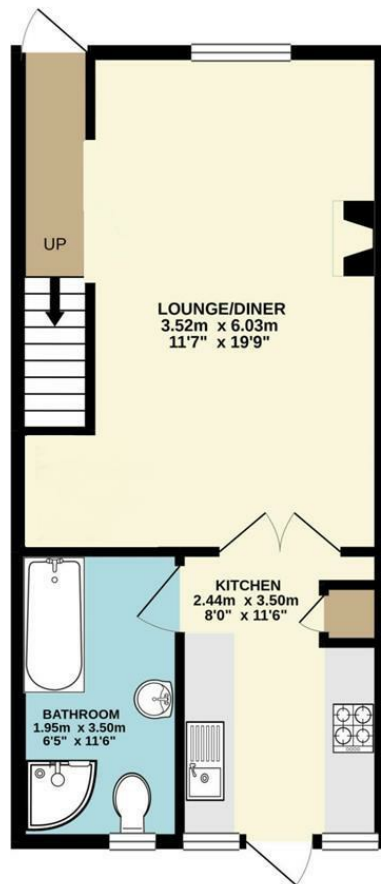 UP
LOUNGE/DINER
3.52m x 6.03m
11'7" x 19'9"
KITCHEN
2.44m x 3.50m
8'0" x 11'6"
BATHROOM
1.95m x 3.50m
6'5" x 11'6"